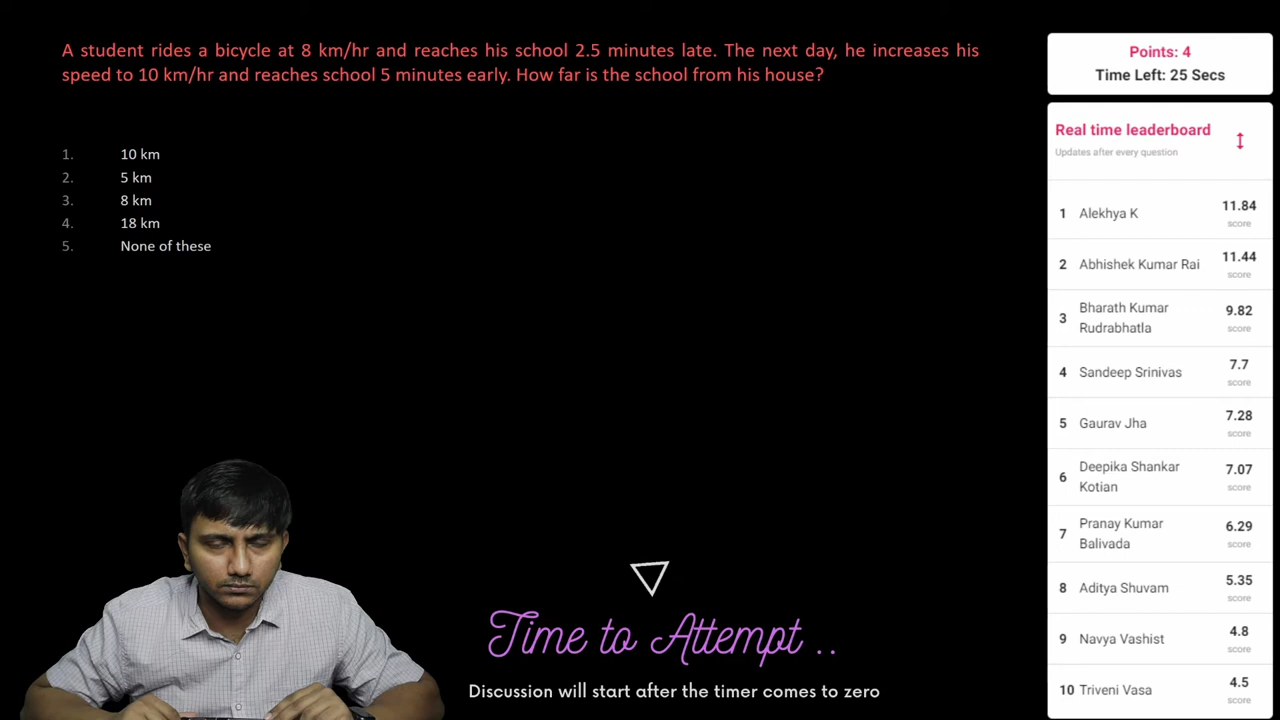 A student rides a bicycle at 8 km/hr and reaches his school 2.5 minutes late. The next day, he increases his
speed to 10 km/hr and reaches school 5 minutes early. How far is the school from his house?
1. 10 km
2. 5 km
3. 8 km
4. 18 km
5. None of these
Time to Attempt ..
Discussion will start after the timer comes to zero
Points: 4
Time Left: 25 Secs
Real time leaderboard
Updates after every question
1 Alekhya K 11.84
score
2 Abhishek Kumar Rai 11.44
score
3 Bharath Kumar
Rudrabhatla 9.82
score
4 Sandeep Srinivas 7.7
score
5 Gaurav Jha 7.28
score
6 Deepika Shankar
Kotian 7.07
score
7 Pranay Kumar
Balivada 6.29
score
8 Aditya Shuvam 5.35
score
9 Navya Vashist 4.8
score
10 Triveni Vasa 4.5
score